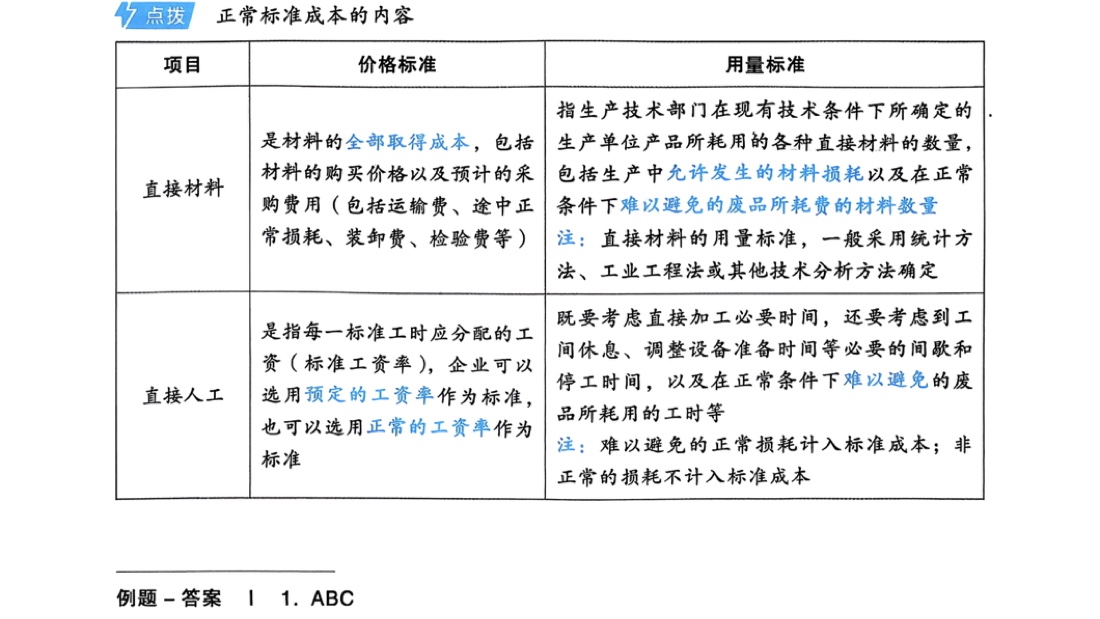 点拨 正常标准成本的内容
项目 价格标准 用量标准
直接材料
是材料的全部取得成本，包括
材料的购买价格以及预计的采
购费用（包括运输费、途中正
常损耗、装卸费、检验费等）
指生产技术部门在现有技术条件下所确定的
生产单位产品所耗用的各种直接材料的数量，
包括生产中允许发生的材料损耗以及在正常
条件下难以避免的废品所耗费的材料数量
注：直接材料的用量标准，一般采用统计方
法、工业工程法或其他技术分析方法确定
直接人工
是指每一标准工时应分配的工
资（标准工资率），企业可以
选用预定的工资率作为标准，
也可以选用正常的工资率作为
标准
既要考虑直接加工必要时间，还要考虑到工
间休息、调整设备准备时间等必要的间歇和
停工时间，以及在正常条件下难以避免的废
品所耗用的工时等
注：难以避免的正常损耗计入标准成本；非
正常的损耗不计入标准成本
例题－答案 | 1. ABC